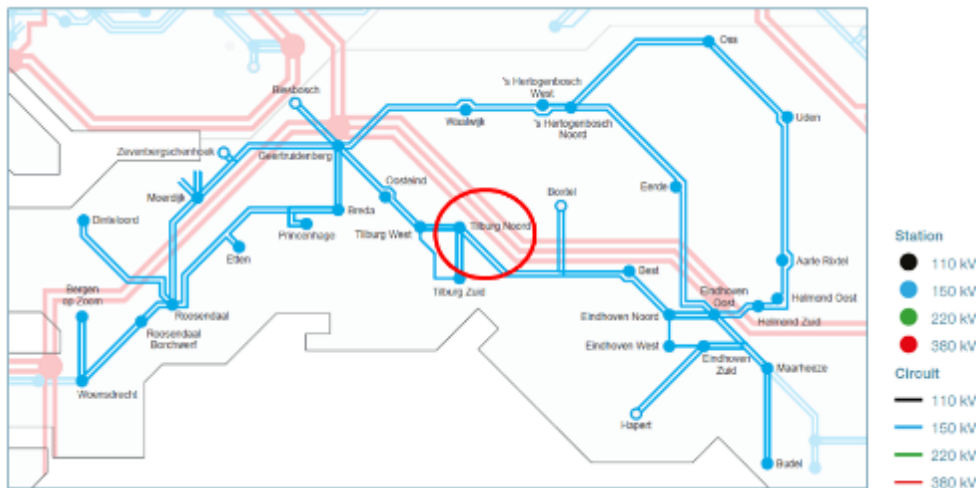 Oss
Biesbosch
's Hertogenbosch
West
Waalwijk
's Hertogenbosch
Noord
Uden
Zevenbergschenhoek
Geertruidenberg
Moerdijk
Oosteind
Eerde
Boxtel
Dinteloord
Breda
Princenhage
Tilburg West
Tilburg Noord
Etten
Tilburg Zuid
Best
Aarle Rixtel
Bergen
op Zoom
Roosendaal
Roosendaal
Borchwerf
Eindhoven
Oost
Helmond Oost
Helmond Zuid
Eindhoven Noord
Eindhoven West
Eindhoven
Zuid
Maarheeze
Woensdrecht
Hapert
Budel
Station
110 kV
150 kV
220 kV
380 kV
Circuit
110 kV
150 kV
220 kV
380 kV